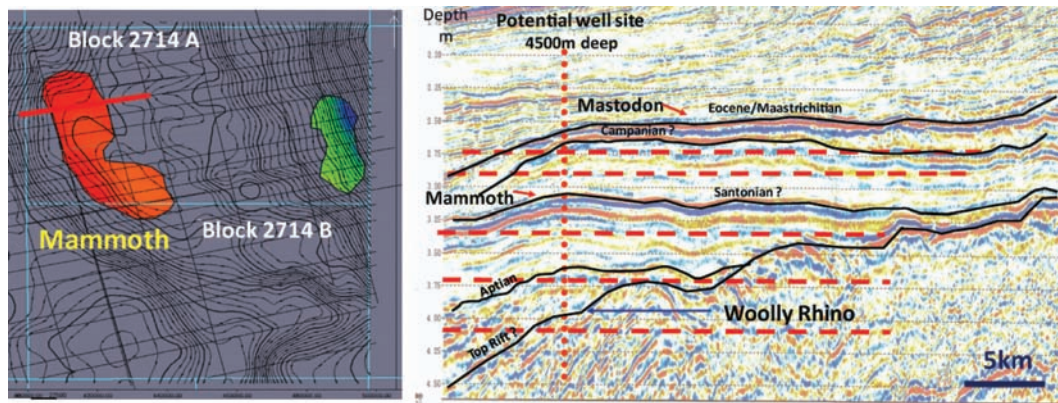 Block 2714 A
Mammoth
Block 2714 B
Depth
m
Potential well site
4500m deep
Mastodon
Eocene/Maastrichitian
Campanian ?
Mammoth
Santonian ?
Aptian
Woolly Rhino
Top Rift ?
5km